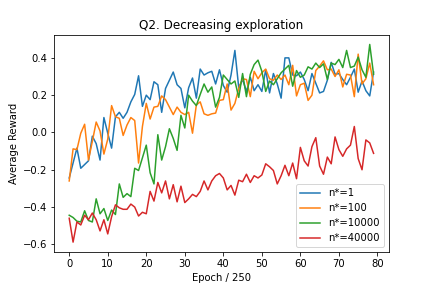 Q2. Decreasing exploration
Average Reward
0.4
0.2
0.0
−0.2
−0.4
−0.6
n*=1
n*=100
n*=10000
n*=40000
0 10 20 30 40 50 60 70 80
Epoch / 250